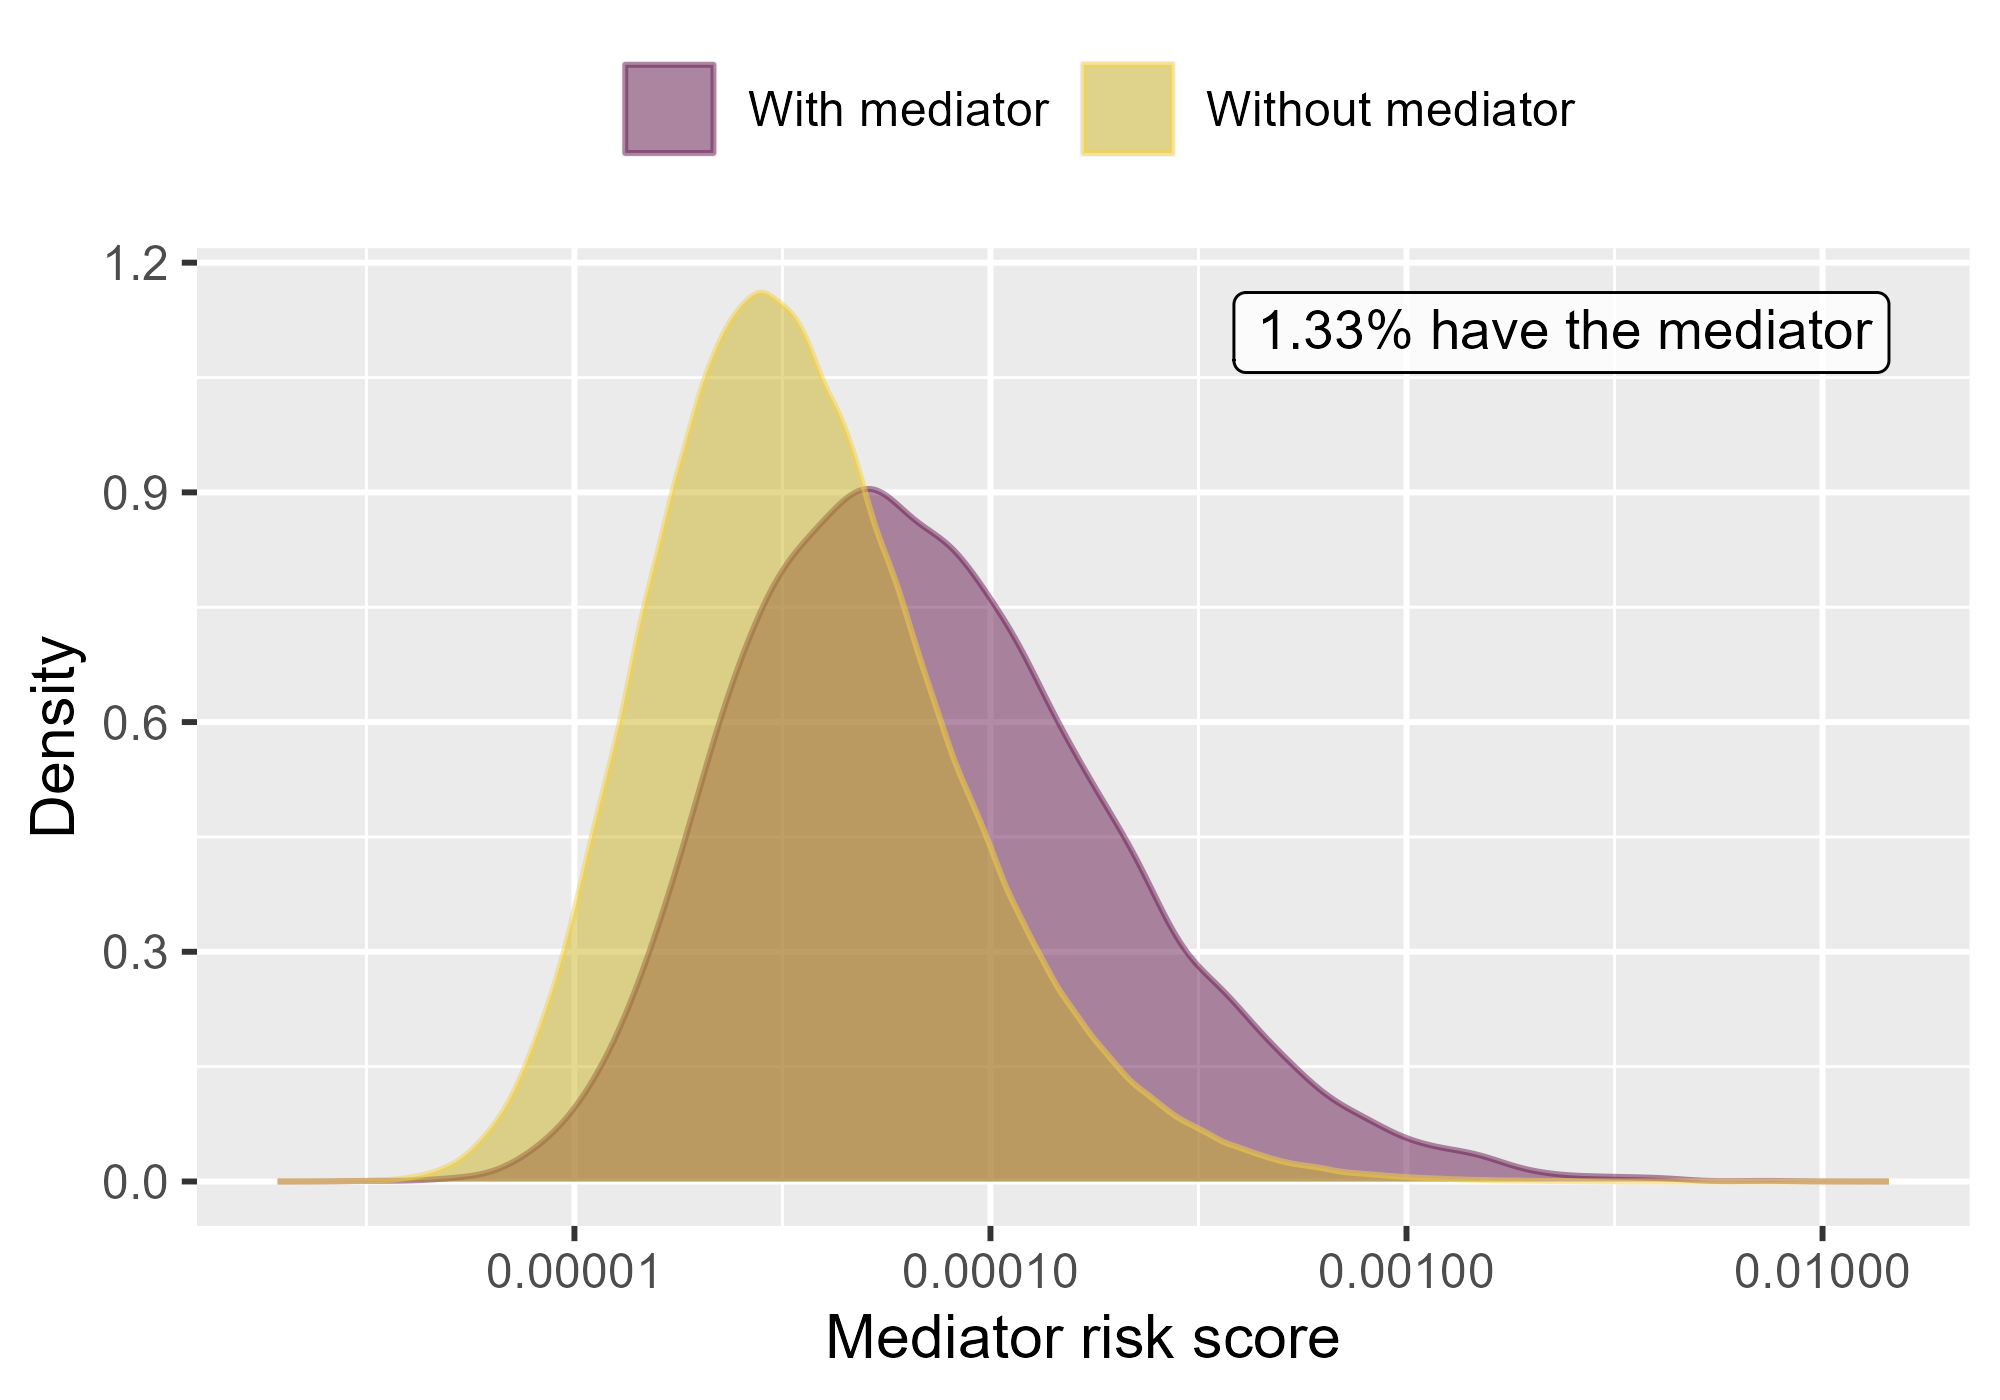 With mediator Without mediator
1.33% have the mediator
1.2
0.9
0.6
0.3
0.0
Density
0.00001 0.00010 0.00100 0.01000
Mediator risk score